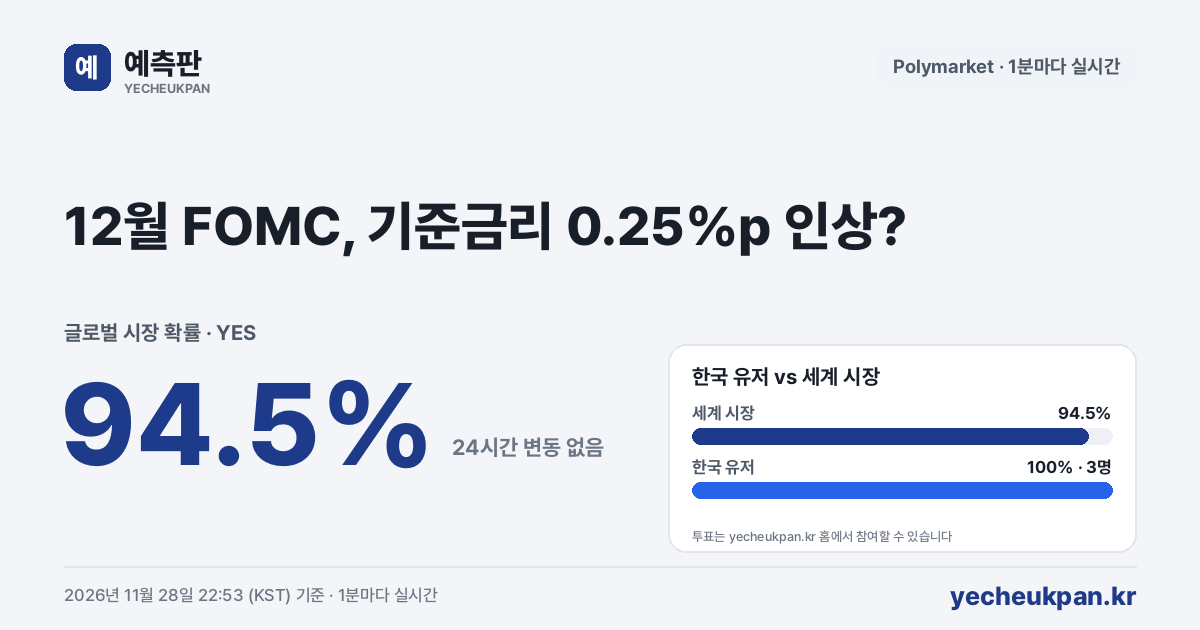 예 예측판
YECHEUKPAN
Polymarket · 1분마다 실시간
12월 FOMC, 기준금리 0.25%p 인상?
글로벌 시장 확률 · YES
94.5% 24시간 변동 없음
한국 유저 vs 세계 시장
세계 시장 94.5%
한국 유저 100% · 3명
투표는 yecheukpan.kr 홈에서 참여할 수 있습니다
2026년 11월 28일 22:53 (KST) 기준 · 1분마다 실시간
yecheukpan.kr